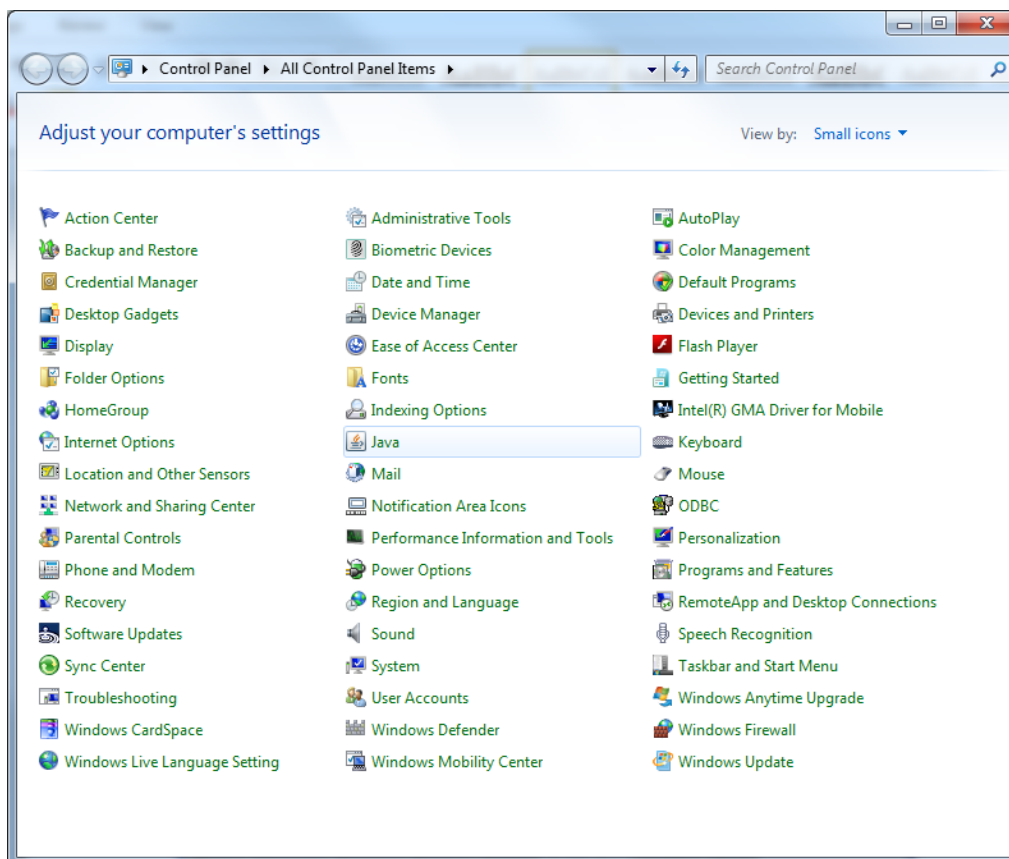 Control Panel All Control Panel Items Search Control Panel
Adjust your computer's settings View by: Small icons
Action Center Administrative Tools AutoPlay
Backup and Restore Biometric Devices Color Management
Credential Manager Date and Time Default Programs
Desktop Gadgets Device Manager Devices and Printers
Display Ease of Access Center Flash Player
Folder Options Fonts Getting Started
HomeGroup Indexing Options Intel(R) GMA Driver for Mobile
Internet Options Java Keyboard
Location and Other Sensors Mail Mouse
Network and Sharing Center Notification Area Icons ODBC
Parental Controls Performance Information and Tools Personalization
Phone and Modem Power Options Programs and Features
Recovery Region and Language RemoteApp and Desktop Connections
Software Updates Sound Speech Recognition
Sync Center System Taskbar and Start Menu
Troubleshooting User Accounts Windows Anytime Upgrade
Windows CardSpace Windows Defender Windows Firewall
Windows Live Language Setting Windows Mobility Center Windows Update